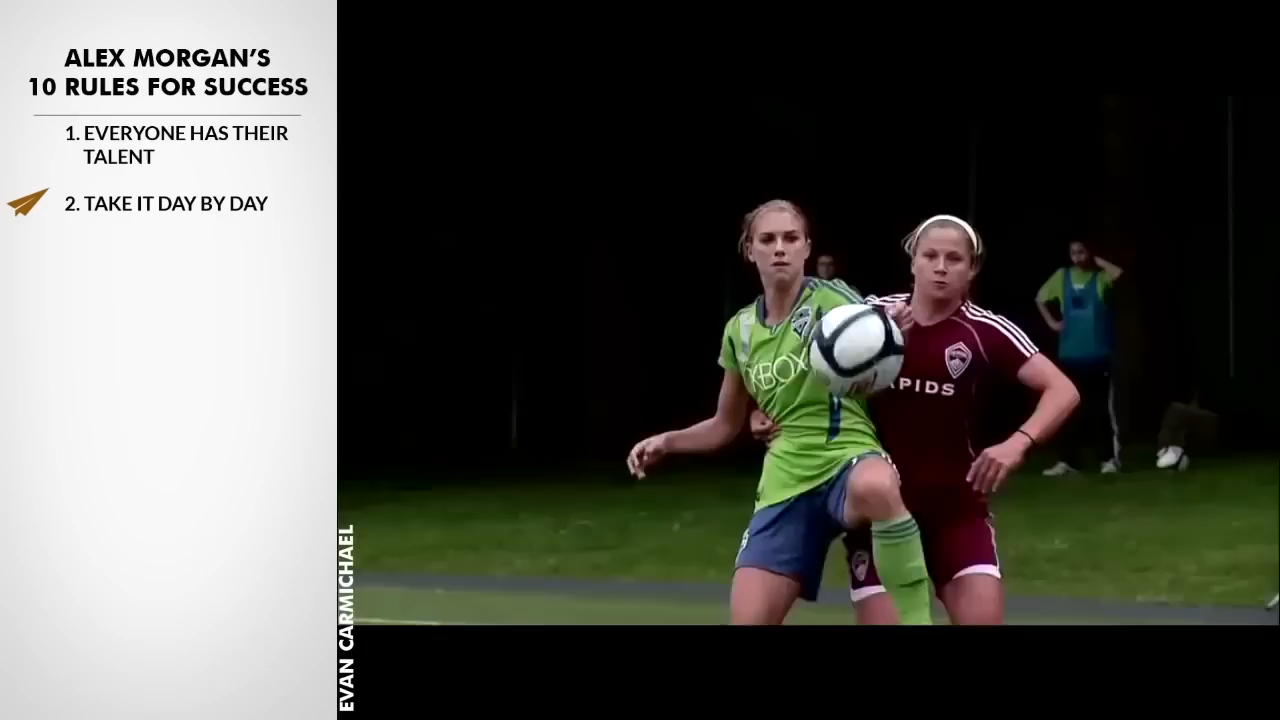 ALEX MORGAN'S
10 RULES FOR SUCCESS
1. EVERYONE HAS THEIR
TALENT
2. TAKE IT DAY BY DAY
XBOX
APIDS
EVAN CARMICHAEL